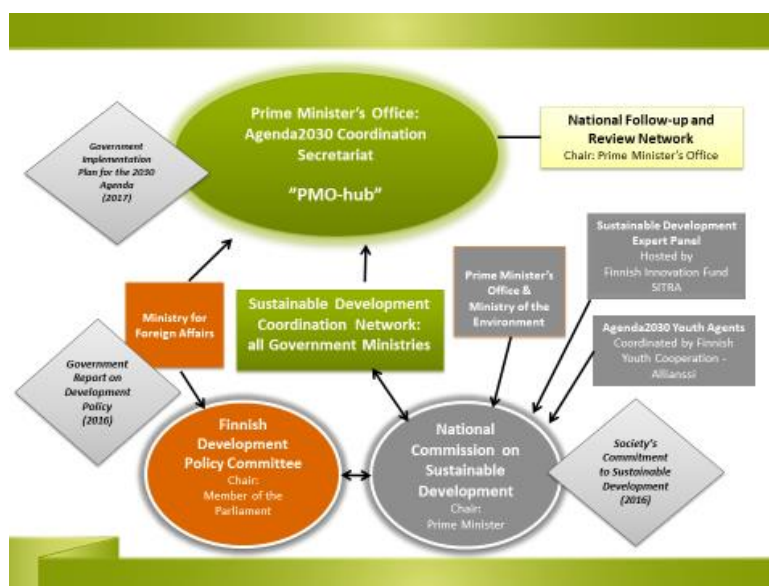 Prime Minister's Office:
Agenda2030 Coordination
Secretariat
"PMO-hub"
National Follow-up and
Review Network
Chair: Prime Minister's Office
Government
Implementation
Plan for the 2030
Agenda
(2017)
Sustainable Development
Expert Panel
Hosted by
Finnish Innovation Fund
SITRA
Prime Minister's
Office &
Ministry of the
Environment
Ministry for
Foreign Affairs
Sustainable Development
Coordination Network:
all Government Ministries
Agenda2030 Youth Agents
Coordinated by Finnish
Youth Cooperation -
Allianssi
Government
Report on
Development
Policy
(2016)
Finnish
Development
Policy Committee
Chair:
Member of the
Parliament
National
Commission on
Sustainable
Development
Chair:
Prime Minister
Society's
Commitment
to Sustainable
Development
(2016)